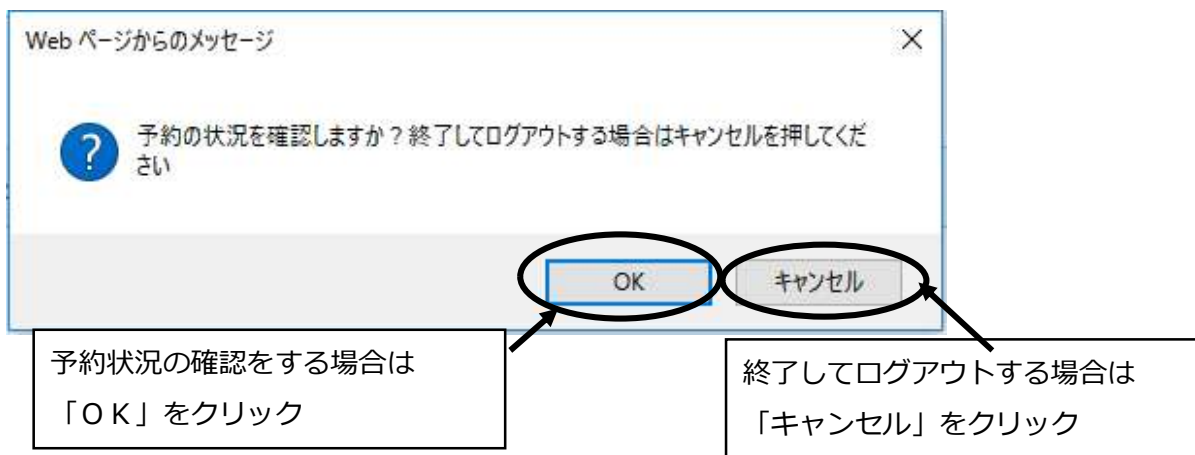 Web ページからのメッセージ
予約の状況を確認しますか？終了してログアウトする場合はキャンセルを押してくだ
さい
OK
キャンセル
予約状況の確認をする場合は
「ＯＫ」をクリック
終了してログアウトする場合は
「キャンセル」をクリック